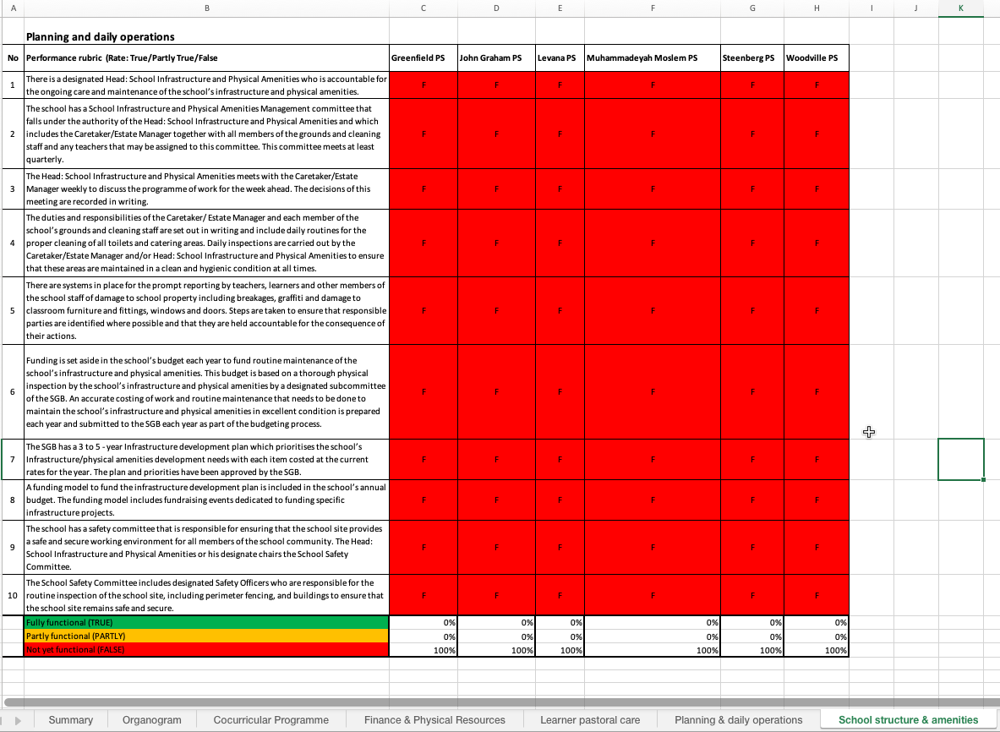 A B C D E F G H I J K
Planning and daily operations
No Performance rubric (Rate: True/Partly True/False Greenfield PS John Graham PS Levana PS Muhammadeyah Moslem PS Steenberg PS Woodville PS
There is a designated Head: School Infrastructure and Physical Amenities who is accountable for
1 F F F F F F
the ongoing care and maintenance of the school's infrastructure and physical amenities.
The school has a School Infrastructure and Physical Amenities Management committee that
falls under the authority of the Head: School Infrastructure and Physical Amenities and which
2 includes the Caretaker/Estate Manager together with all members of the grounds and cleaning F F F F F F
staff and any teachers that may be assigned to this committee. This committee meets at least
quarterly.
The Head: School Infrastructure and Physical Amenities meets with the Caretaker/Estate
3 Manager weekly to discuss the programme of work for the week ahead. The decisions of this F F F F F F
meeting are recorded in writing.
The duties and responsibilities of the Caretaker/ Estate Manager and each member of the
school's grounds and cleaning staff are set out in writing and include daily routines for the
4 proper cleaning of all toilets and catering areas. Daily inspections are carried out by the F F F F F F
Caretaker/Estate Manager and/or Head: School Infrastructure and Physical Amenities to ensure
that these areas are maintained in a clean and hygienic condition at all times.
There are systems in place for the prompt reporting by teachers, learners and other members of
the school staff of damage to school property including breakages, graffiti and damage to
5 classroom furniture and fittings, windows and doors. Steps are taken to ensure that responsible F F F F F F
parties are identified where possible and that they are held accountable for the consequence of
their actions.
Funding is set aside in the school's budget each year to fund routine maintenance of the
school's infrastructure and physical amenities. This budget is based on a thorough physical
inspection by the school's infrastructure and physical amenities by a designated subcommittee
6 F F F F F F
of the SGB. An accurate costing of work and routine maintenance that needs to be done to
maintain the school's infrastructure and physical amenities in excellent condition is prepared
each year and submitted to the SGB each year as part of the budgeting process.
The SGB has a 3 to 5 - year Infrastructure development plan which prioritises the school's
7 Infrastructure/physical amenities development needs with each item costed at the current F F F F F F
rates for the year. The plan and priorities have been approved by the SGB.
A funding model to fund the infrastructure development plan is included in the school's annual
8 budget. The funding model includes fundraising events dedicated to funding specific F F F F F F
infrastructure projects.
The school has a safety committee that is responsible for ensuring that the school site provides
a safe and secure working environment for all members of the school community. The Head:
9 F F F F F F
School Infrastructure and Physical Amenities or his designate chairs the School Safety
Committee.
The School Safety Committee includes designated Safety Officers who are responsible for the
10 routine inspection of the school site, including perimeter fencing, and buildings to ensure that F F F F F F
the school site remains safe and secure.
Fully functional (TRUE) 0% 0% 0% 0% 0% 0%
Partly functional (PARTLY) 0% 0% 0% 0% 0% 0%
Not yet functional (FALSE) 100% 100% 100% 100% 100% 100%
Summary Organogram Cocurricular Programme Finance & Physical Resources Learner pastoral care Planning & daily operations School structure & amenities